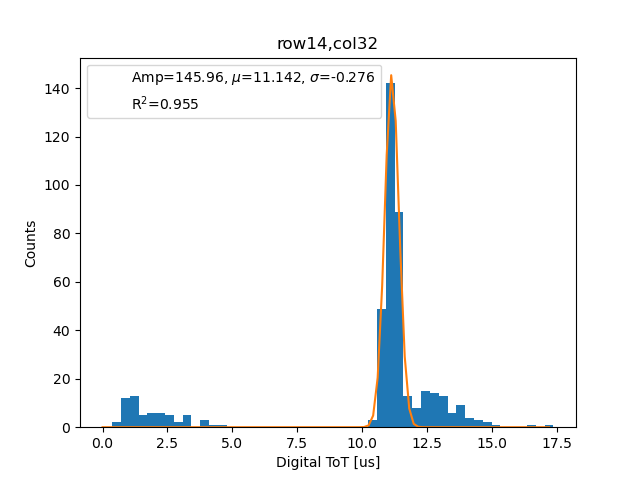 row14,col32
Amp=145.96, μ=11.142, σ=-0.276
R²=0.955
Counts
140
120
100
80
60
40
20
0
0.0 2.5 5.0 7.5 10.0 12.5 15.0 17.5
Digital ToT [us]